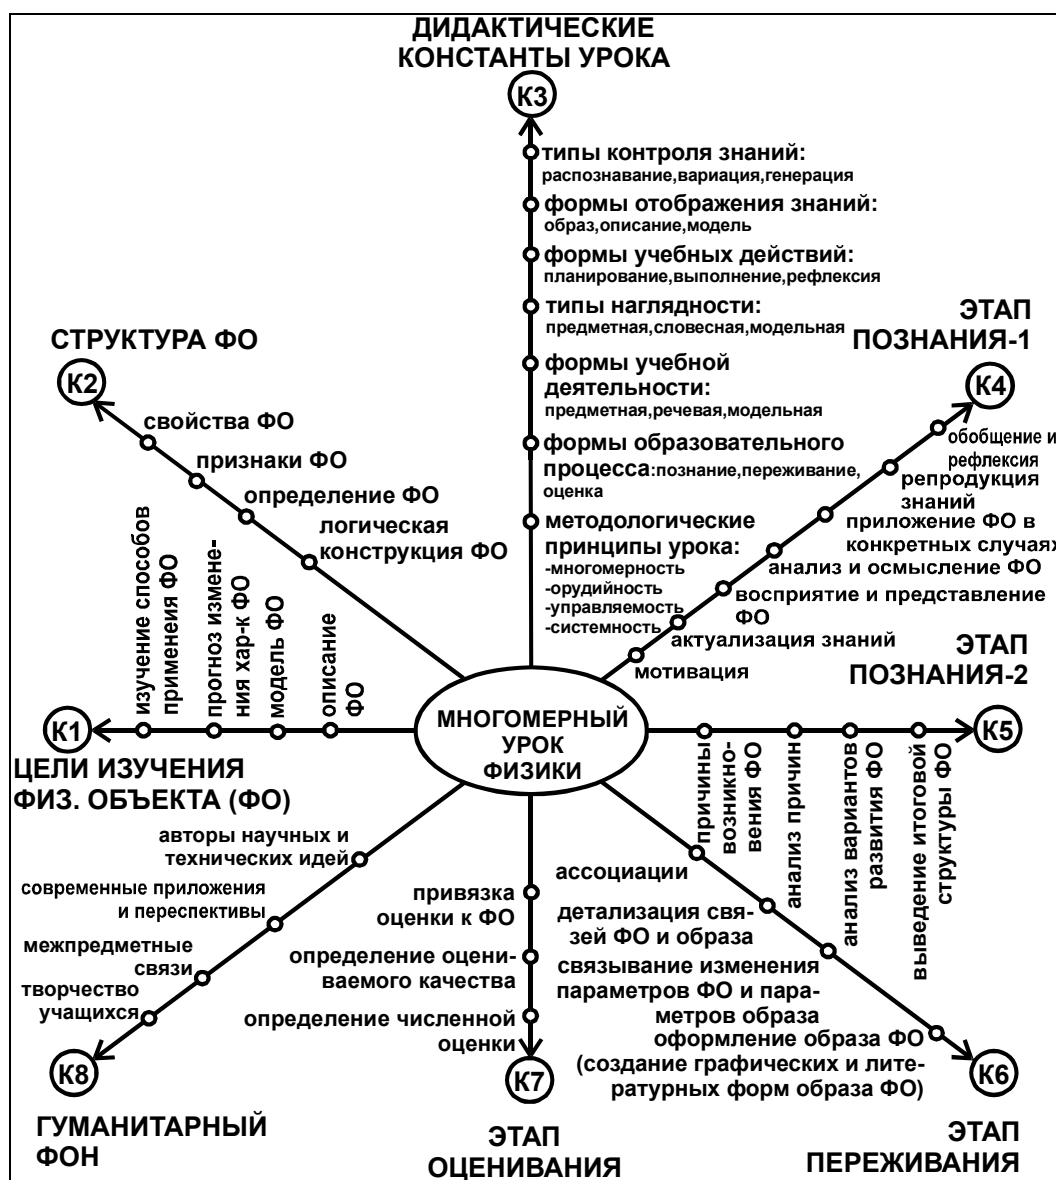 ДИДАКТИЧЕСКИЕ
КОНСТАНТЫ УРОКА
К3
типы контроля знаний:
распознавание,вариация,генерация
формы отображения знаний:
образ,описание,модель
формы учебных действий:
планирование,выполнение,рефлексия
типы наглядности:
предметная,словесная,модельная
формы учебной
деятельности:
предметная,речевая,модельная
формы образовательного
процесса:познание,переживание,
оценка
методологические
принципы урока:
-многомерность
-орудийность
-управляемость
-системность
СТРУКТУРА ФО
К2
свойства ФО
признаки ФО
определение ФО
логическая
конструкция ФО
ЭТАП
ПОЗНАНИЯ-1
К4
обобщение и
рефлексия
репродукция
знаний
приложение ФО в
конкретных случаях
анализ и осмысление ФО
восприятие и представление
ФО
актуализация знаний
мотивация
изучение способов
применеия ФО
прогноз измене-
ния хар-к ФО
модель ФО
описание
ФО
К1
ЦЕЛИ ИЗУЧЕНИЯ
ФИЗ. ОБЪЕКТА (ФО)
МНОГОМЕРНЫЙ
УРОК
ФИЗИКИ
ЭТАП
ПОЗНАНИЯ-2
К5
причины
возникно-
вения ФО
анализ причин
анализ вариантов
развития ФО
выведение итоговой
структуры ФО
авторы научных и
технических идей
современные приложения
и перспективы
межпредметные
связи
творчество
учащихся
К8
ГУМАНИТАРНЫЙ
ФОН
привязка
оценки к ФО
определение оцени-
ваемого качества
определение численной
оценки
К7
ЭТАП
ОЦЕНИВАНИЯ
ассоциации
детализация свя-
зей ФО и образа
связывание изменения
параметров ФО и пара-
метров образа
оформление образа ФО
(создание графических и лите-
ратурных форм образа ФО)
К6
ЭТАП
ПЕРЕЖИВАНИЯ